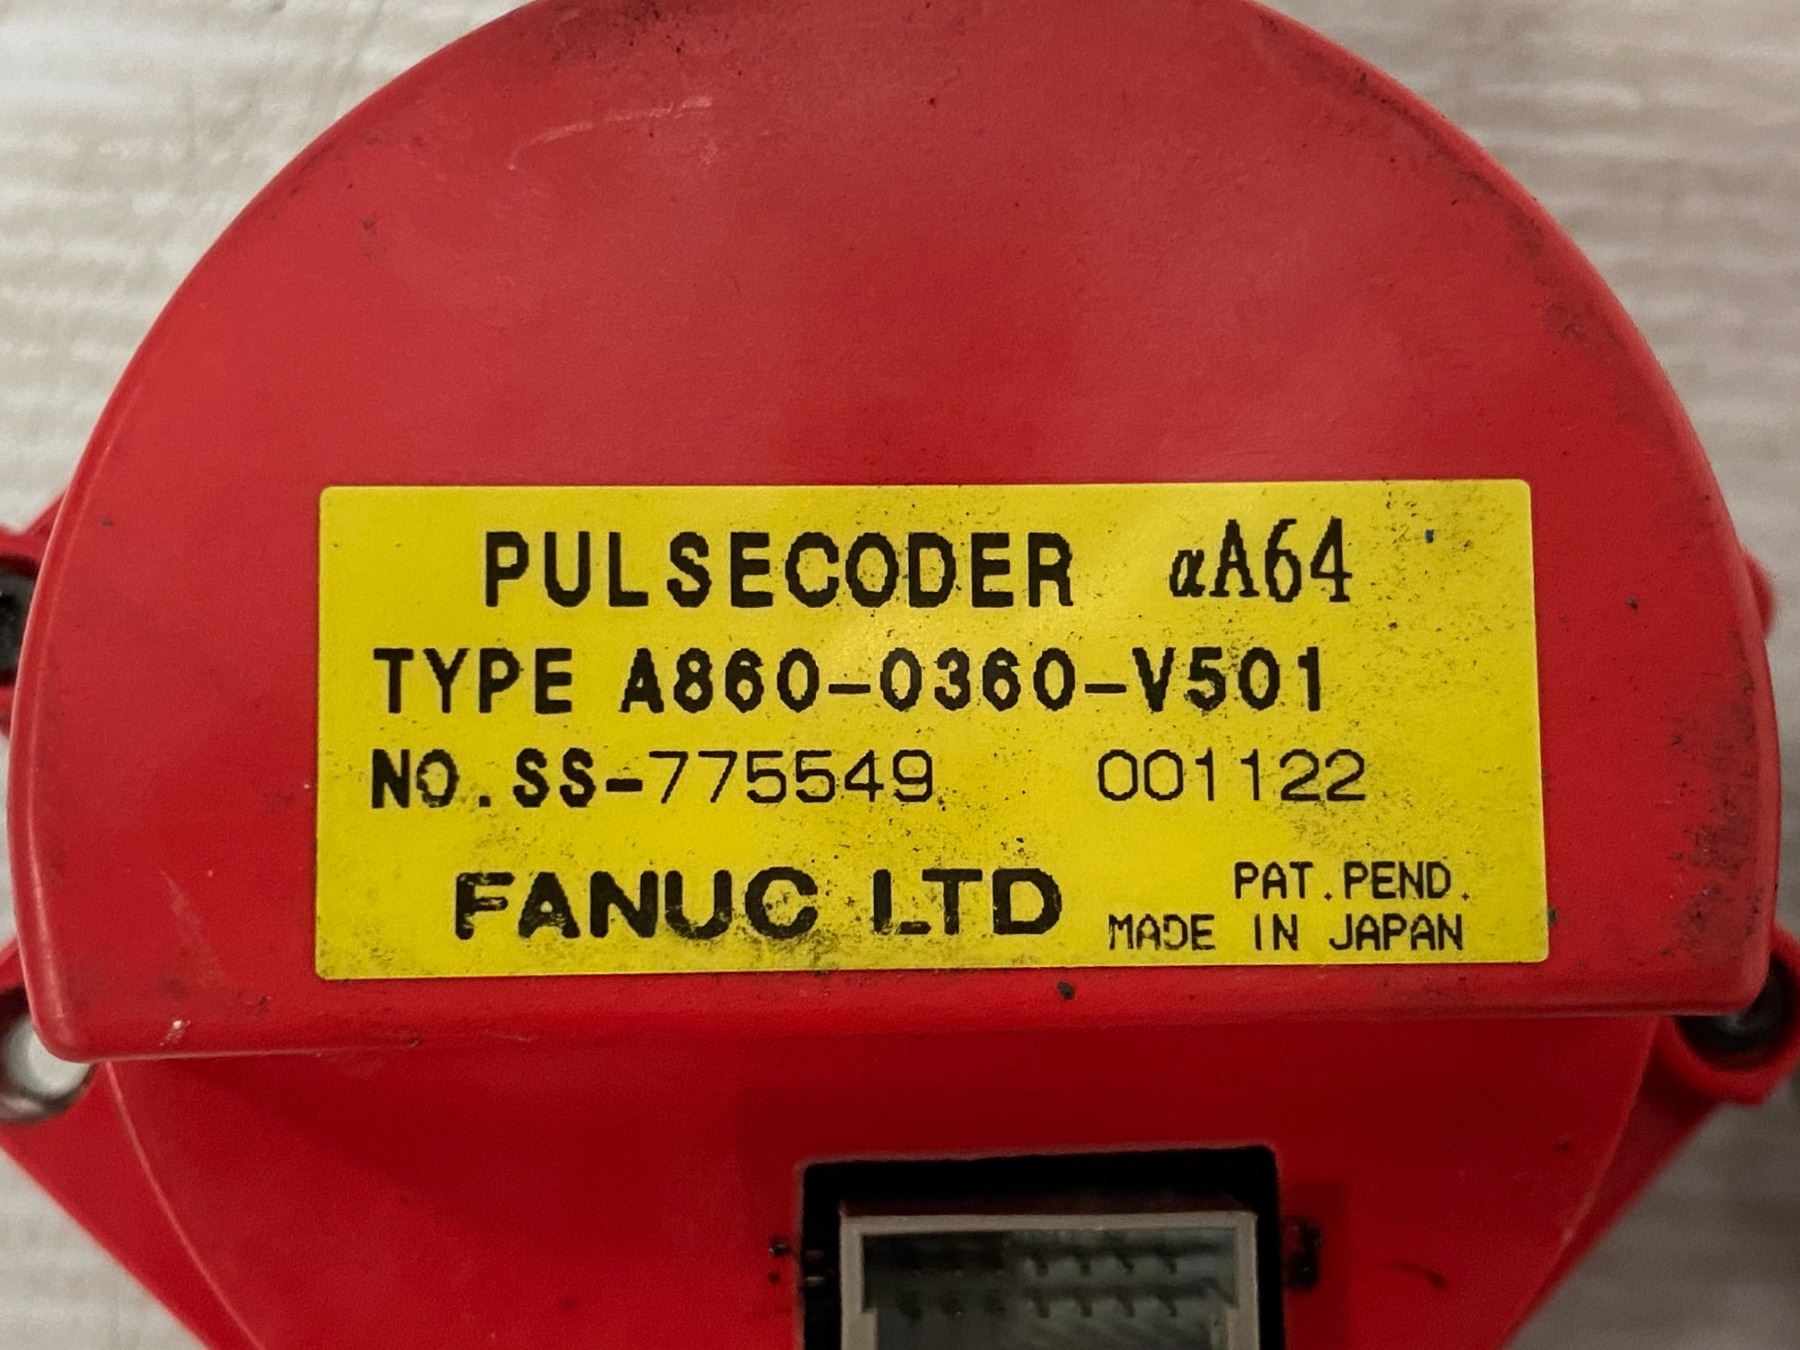 PULSECODER αA64
TYPE A860-0360-V501
NO. SS-775549 001122
FANUC LTD PAT. PEND.
MADE IN JAPAN